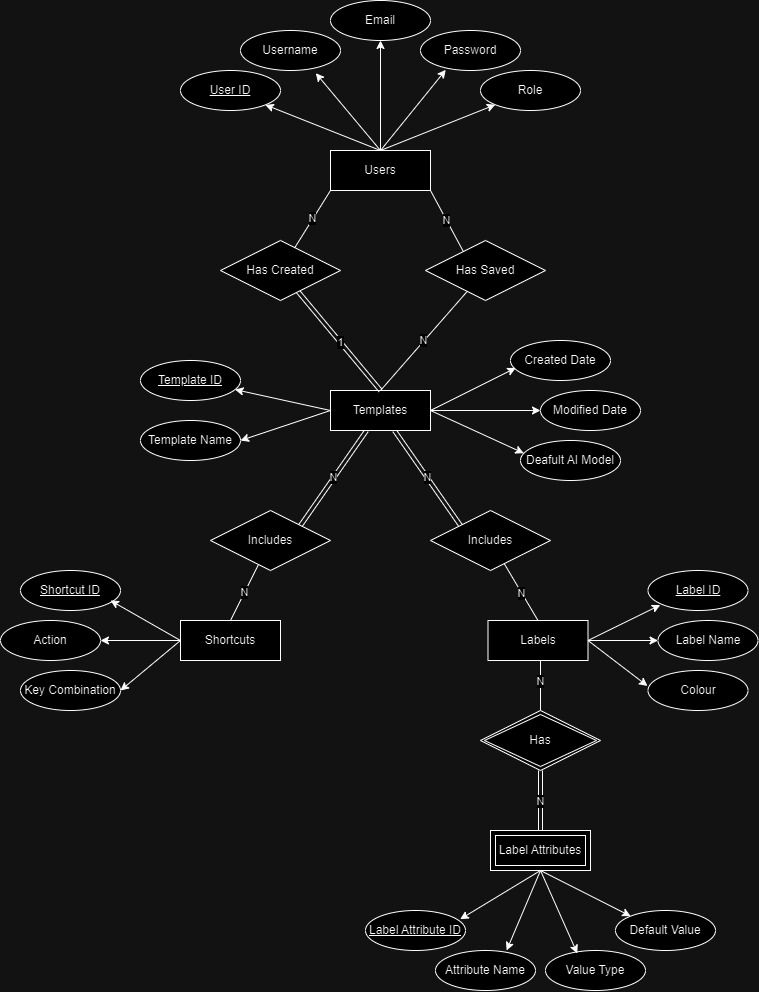 Email
Username
Password
User ID
Role
Users
N
N
Has Created
Has Saved
1
N
Created Date
Template ID
Templates
Modified Date
Template Name
Deafult AI Model
N
N
Includes
Includes
N
N
Shortcut ID
Label ID
Action
Shortcuts
Labels
Label Name
Key Combination
Colour
N
Has
N
Label Attributes
Label Attribute ID
Default Value
Attribute Name
Value Type